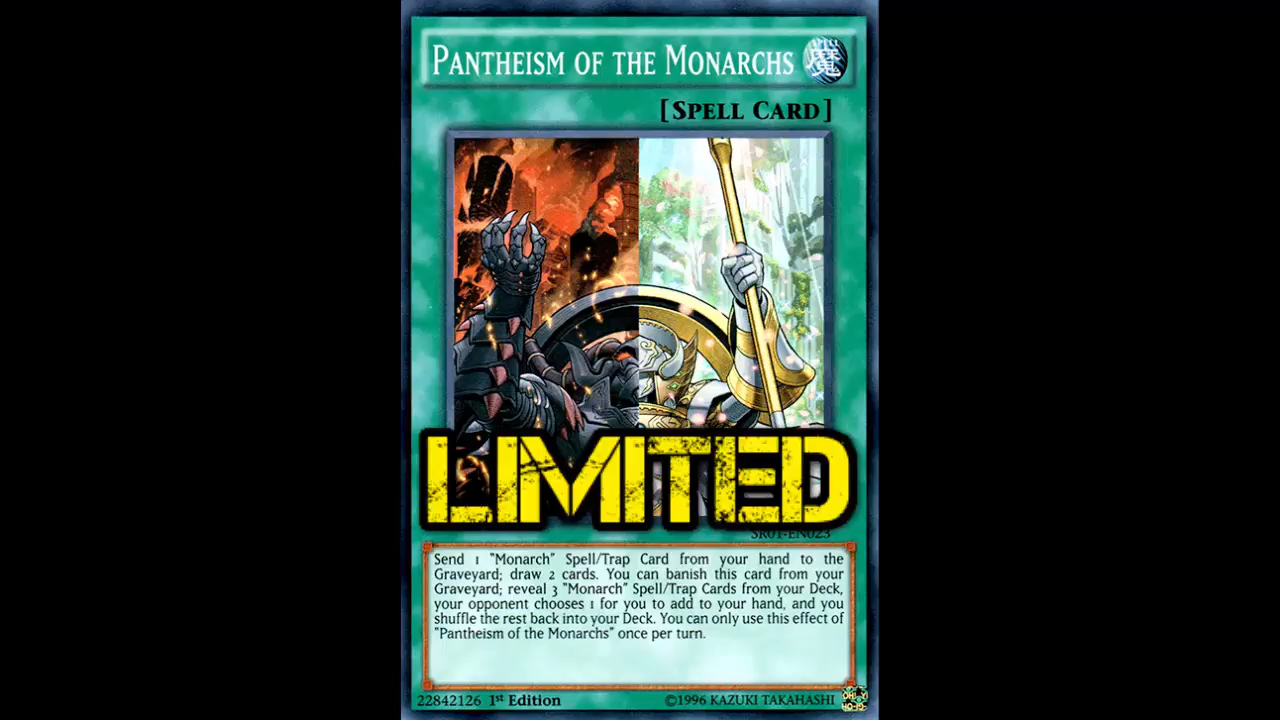 PANTHEISM OF THE MONARCHS 魔
[SPELL CARD]
LIMITED
SR01-EN023
Send 1 "Monarch" Spell/Trap Card from your hand to the
Graveyard; draw 2 cards. You can banish this card from your
Graveyard; reveal 3 "Monarch" Spell/Trap Cards from your Deck,
your opponent chooses 1 for you to add to your hand, and you
shuffle the rest back into your Deck. You can only use this effect of
"Pantheism of the Monarchs" once per turn.
22842126 1st Edition ©1996 KAZUKI TAKAHASHI